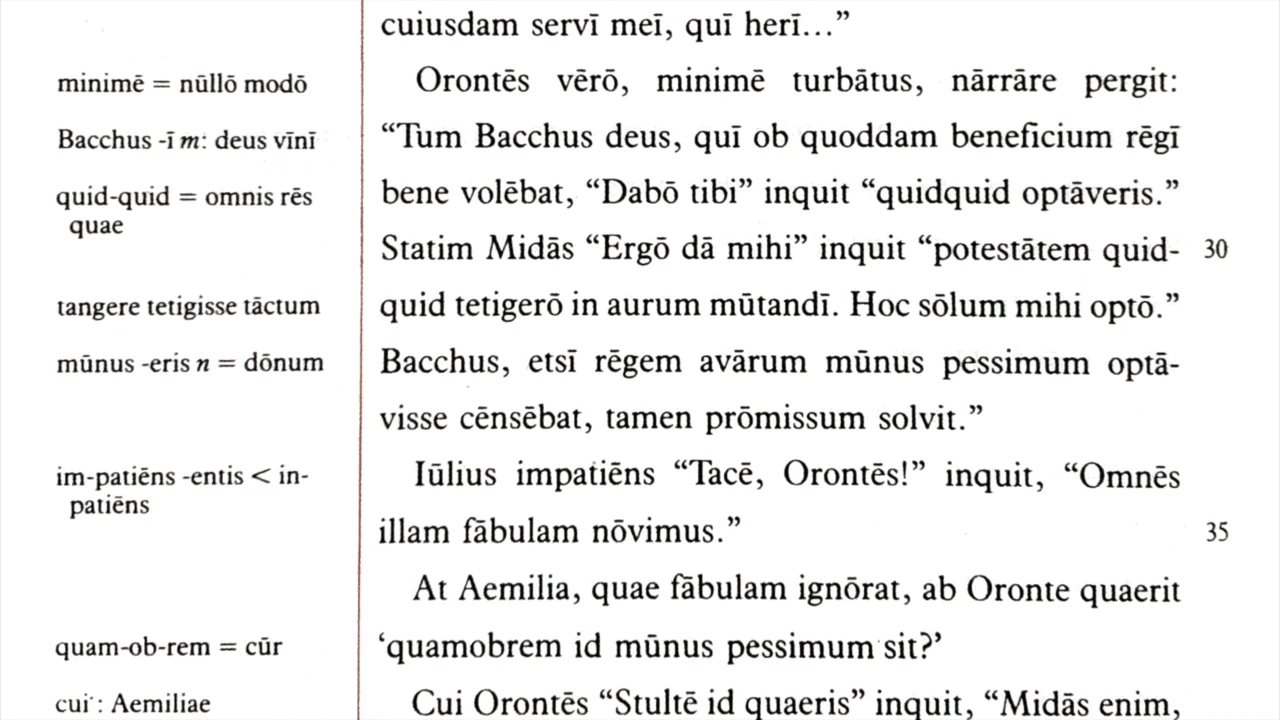 cuiusdam servī meī, quī herī...”
minimē = nūllō modō
Orontēs vērō, minimē turbātus, nārrāre pergit:
Bacchus -ī m: deus vīnī
“Tum Bacchus deus, quī ob quoddam beneficium rēgī
quid-quid = omnis rēs
quae
bene volēbat, “Dabō tibi” inquit “quidquid optāveris.”
Statim Midās “Ergō dā mihi” inquit “potestātem quid- 30
tangere tetigisse tāctum
quid tetigerō in aurum mūtandī. Hoc sōlum mihi optō.”
mūnus -eris n = dōnum
Bacchus, etsī rēgem avārum mūnus pessimum optā-
visse cēnsēbat, tamen prōmissum solvit.”
im-patiēns -entis < in-
patiēns
Iūlius impatiēns “Tacē, Orontēs!” inquit, “Omnēs
illam fābulam nōvimus.” 35
At Aemilia, quae fābulam ignōrat, ab Oronte quaerit
quam-ob-rem = cūr
‘quamobrem id mūnus pessimum sit?’
cui : Aemiliae
Cui Orontēs “Stultē id quaeris” inquit, “Midās enim,